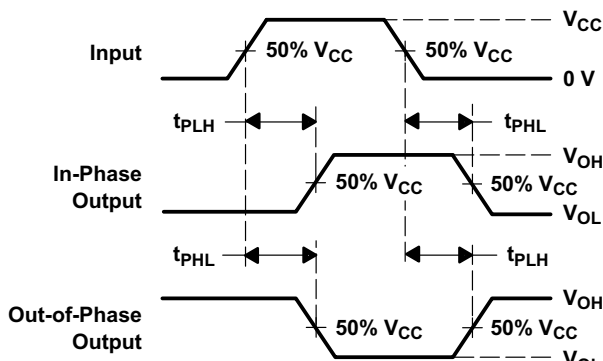 VCC
Input
50% VCC
50% VCC
0 V
tPLH
tPHL
VOH
In-Phase
Output
50% VCC
50% VCC
VOL
tPHL
tPLH
VOH
Out-of-Phase
Output
50% VCC
50% VCC
VOL